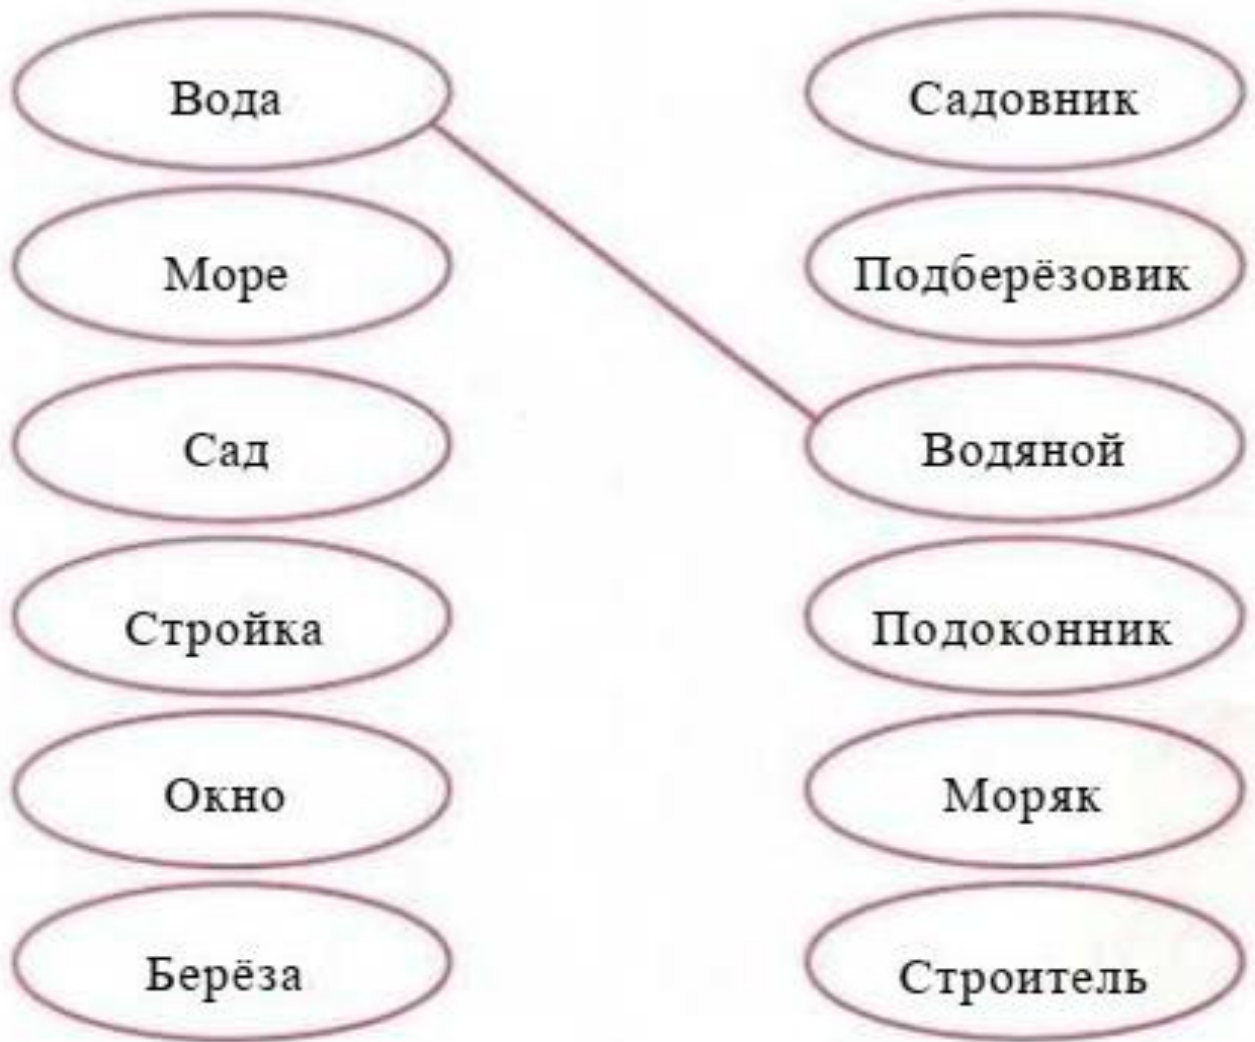 Вода
Садовник
Море
Подберёзовик
Сад
Водяной
Стройка
Подоконник
Окно
Моряк
Берёза
Строитель